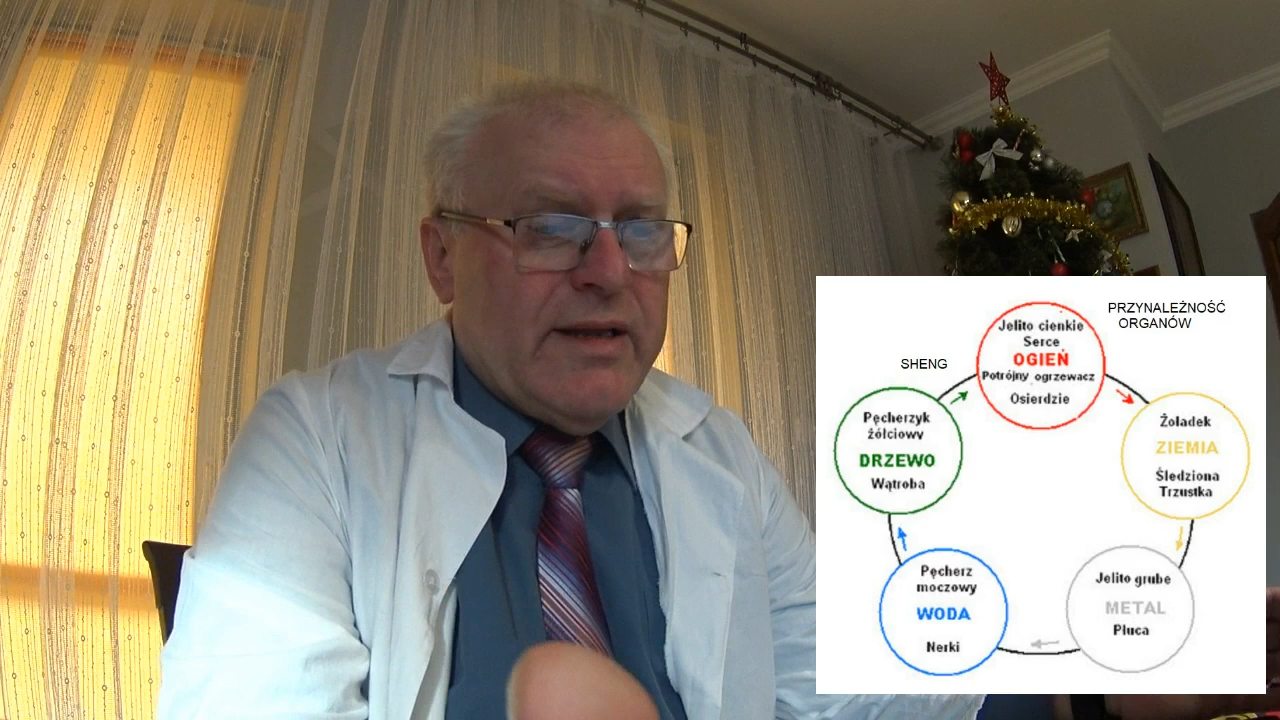 PRZYNALEŻNOŚĆ
ORGANÓW
SHENG
Jelito cienkie
Serce
OGIEŃ
Potrójny ogrzewacz
Osierdzie
Pęcherzyk
żółciowy
DRZEWO
Wątroba
Żoładek
ZIEMIA
Śledziona
Trzustka
Pęcherz
moczowy
WODA
Nerki
Jelito grube
METAL
Płuca